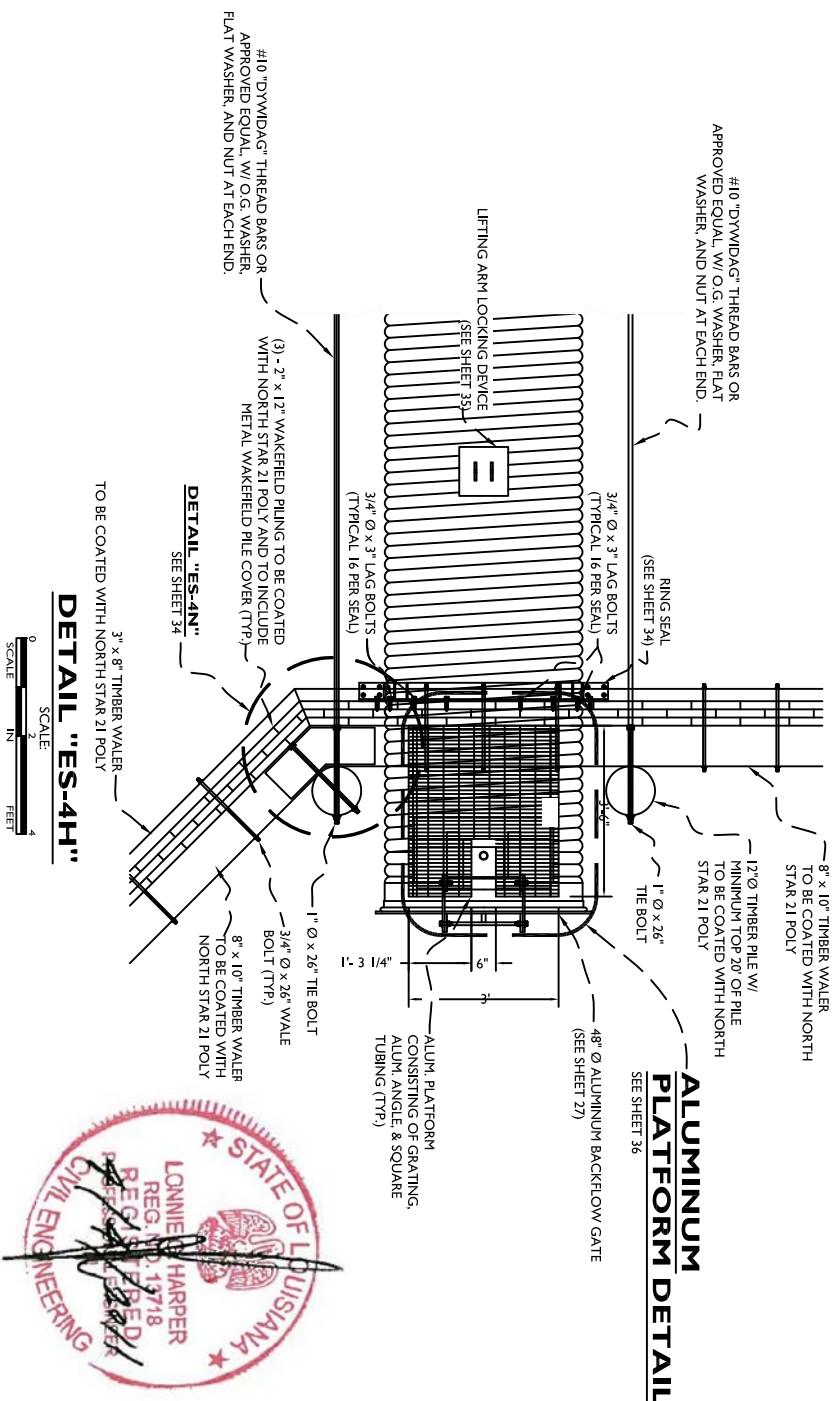 #10 "DYWIDAG" THREAD BARS OR
APPROVED EQUAL, W/ O.G. WASHER, FLAT
WASHER, AND NUT AT EACH END.
8" x 10" TIMBER WALER
TO BE COATED WITH NORTH
STAR 21 POLY
12"Ø TIMBER PILE W/
MINIMUM TOP 20' OF PILE
TO BE COATED WITH NORTH
STAR 21 POLY
1" Ø x 26"
TIE BOLT
ALUMINUM
PLATFORM DETAIL
SEE SHEET 36
48" Ø ALUMINUM BACKFLOW GATE
(SEE SHEET 27)
RING SEAL
(SEE SHEET 34)
3/4" Ø x 3" LAG BOLTS
(TYPICAL 16 PER SEAL)
LIFTING ARM LOCKING DEVICE
(SEE SHEET 35)
3'-6"
3'
6"
1'- 3 1/4"
ALUM. PLATFORM
CONSISTING OF GRATING,
ALUM. ANGLE, & SQUARE
TUBING (TYP.)
3/4" Ø x 3" LAG BOLTS
(TYPICAL 16 PER SEAL)
#10 "DYWIDAG" THREAD BARS OR
APPROVED EQUAL, W/ O.G. WASHER,
FLAT WASHER, AND NUT AT EACH END.
(3) - 2" x 12" WAKEFIELD PILING TO BE COATED
WITH NORTH STAR 21 POLY AND TO INCLUDE
METAL WAKEFIELD PILE COVER (TYP.)
1" Ø x 26" TIE BOLT
3/4" Ø x 26" WALE
BOLT (TYP.)
8" x 10" TIMBER WALER
TO BE COATED WITH
NORTH STAR 21 POLY
DETAIL "ES-4N"
SEE SHEET 34
3" x 8" TIMBER WALER
TO BE COATED WITH NORTH STAR 21 POLY
DETAIL "ES-4H"
SCALE:
0 2 4
SCALE IN FEET
STATE OF LOUISIANA
LONNIE HARPER
REG. NO. 13718
REGISTERED
PROFESSIONAL ENGINEER
CIVIL ENGINEERING